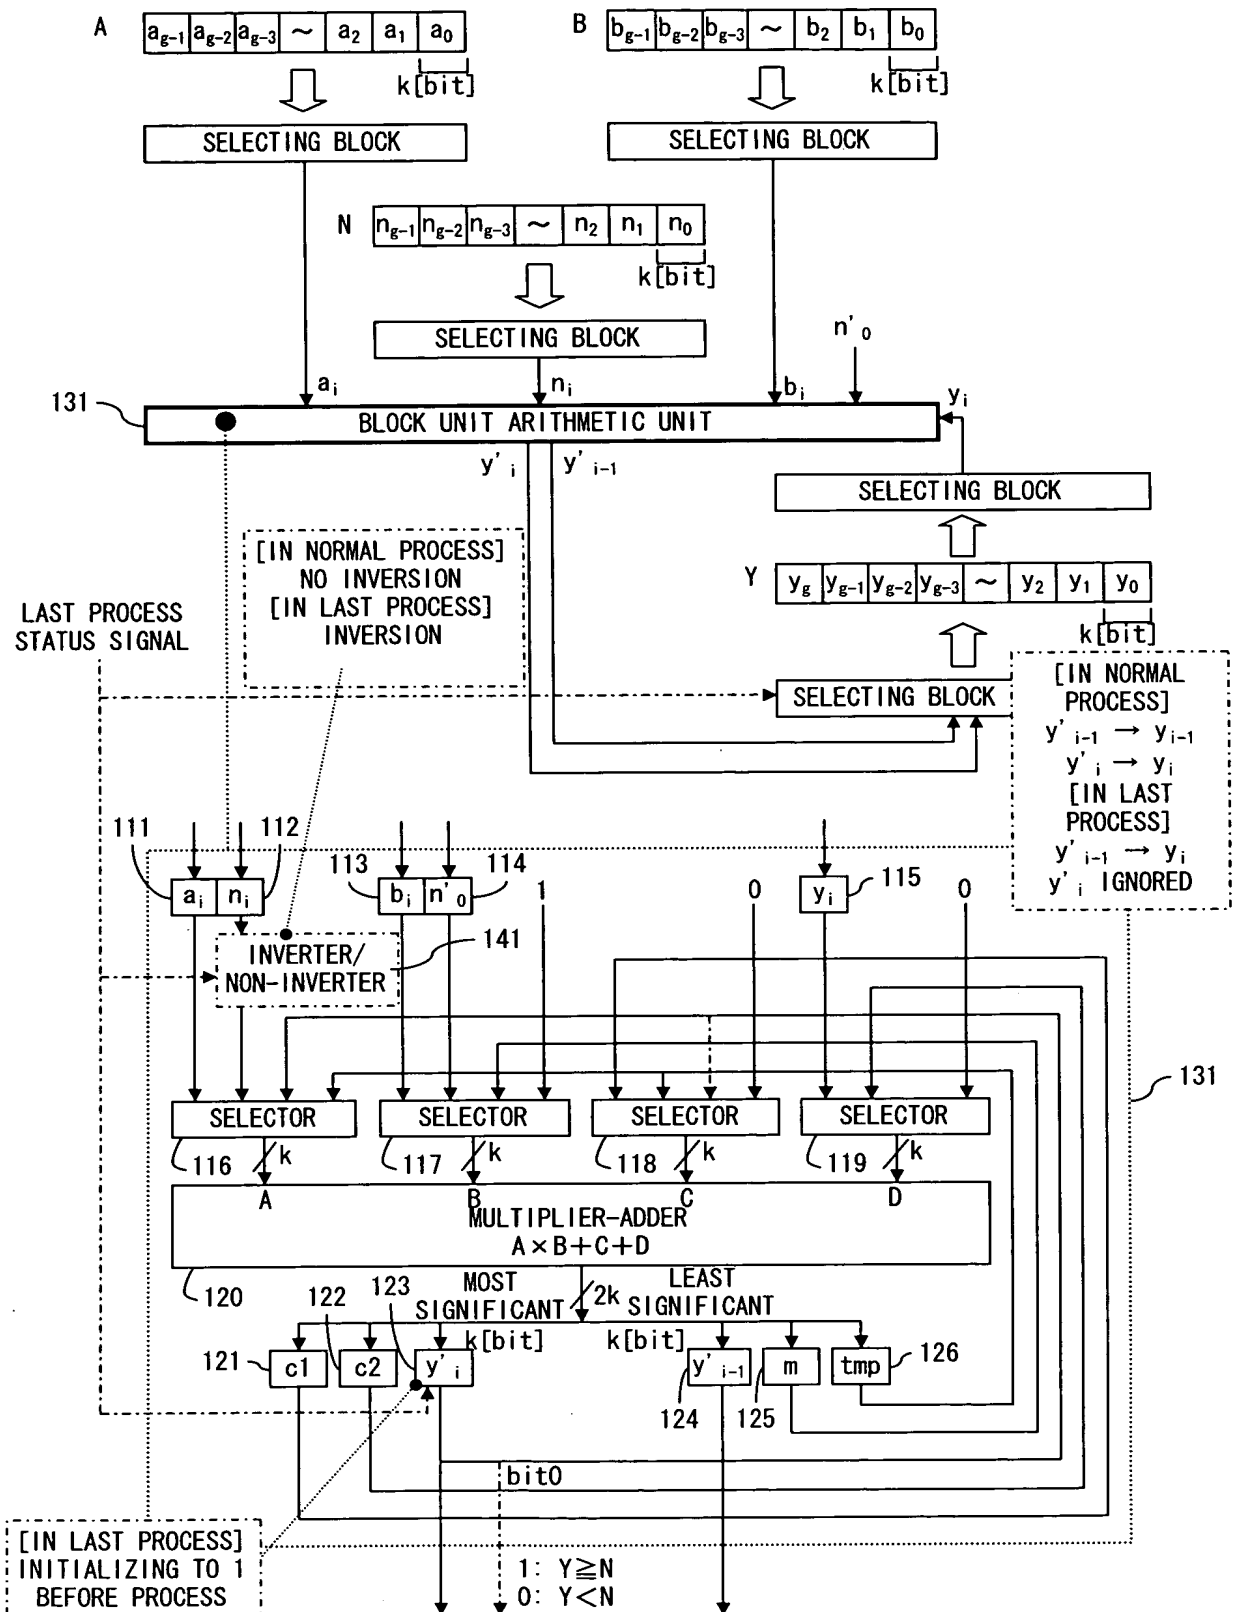 A a_{g-1} a_{g-2} a_{g-3} ~ a_2 a_1 a_0
B b_{g-1} b_{g-2} b_{g-3} ~ b_2 b_1 b_0
k[bit]
k[bit]
SELECTING BLOCK
SELECTING BLOCK
N n_{g-1} n_{g-2} n_{g-3} ~ n_2 n_1 n_0
k[bit]
SELECTING BLOCK
n'_0
a_i
n_i
b_i
y_i
131
BLOCK UNIT ARITHMETIC UNIT
y'_i
y'_{i-1}
SELECTING BLOCK
[IN NORMAL PROCESS]
NO INVERSION
[IN LAST PROCESS]
INVERSION
Y y_g y_{g-1} y_{g-2} y_{g-3} ~ y_2 y_1 y_0
k[bit]
LAST PROCESS
STATUS SIGNAL
SELECTING BLOCK
[IN NORMAL
PROCESS]
y'_{i-1} → y_{i-1}
y'_i → y_i
[IN LAST
PROCESS]
y'_{i-1} → y_i
y'_i IGNORED
111
112
113
114
115
a_i n_i
b_i n'_0
1
0
y_i
0
INVERTER/
NON-INVERTER
141
131
SELECTOR
SELECTOR
SELECTOR
SELECTOR
116
k
117
k
118
k
119
k
A
B
C
D
MULTIPLIER-ADDER
A×B+C+D
120
MOST
SIGNIFICANT
2k
LEAST
SIGNIFICANT
k[bit]
k[bit]
121
c1
122
c2
123
y'_i
124
y'_{i-1}
125
m
126
tmp
bit0
[IN LAST PROCESS]
INITIALIZING TO 1
BEFORE PROCESS
1: Y≧N
0: Y<N